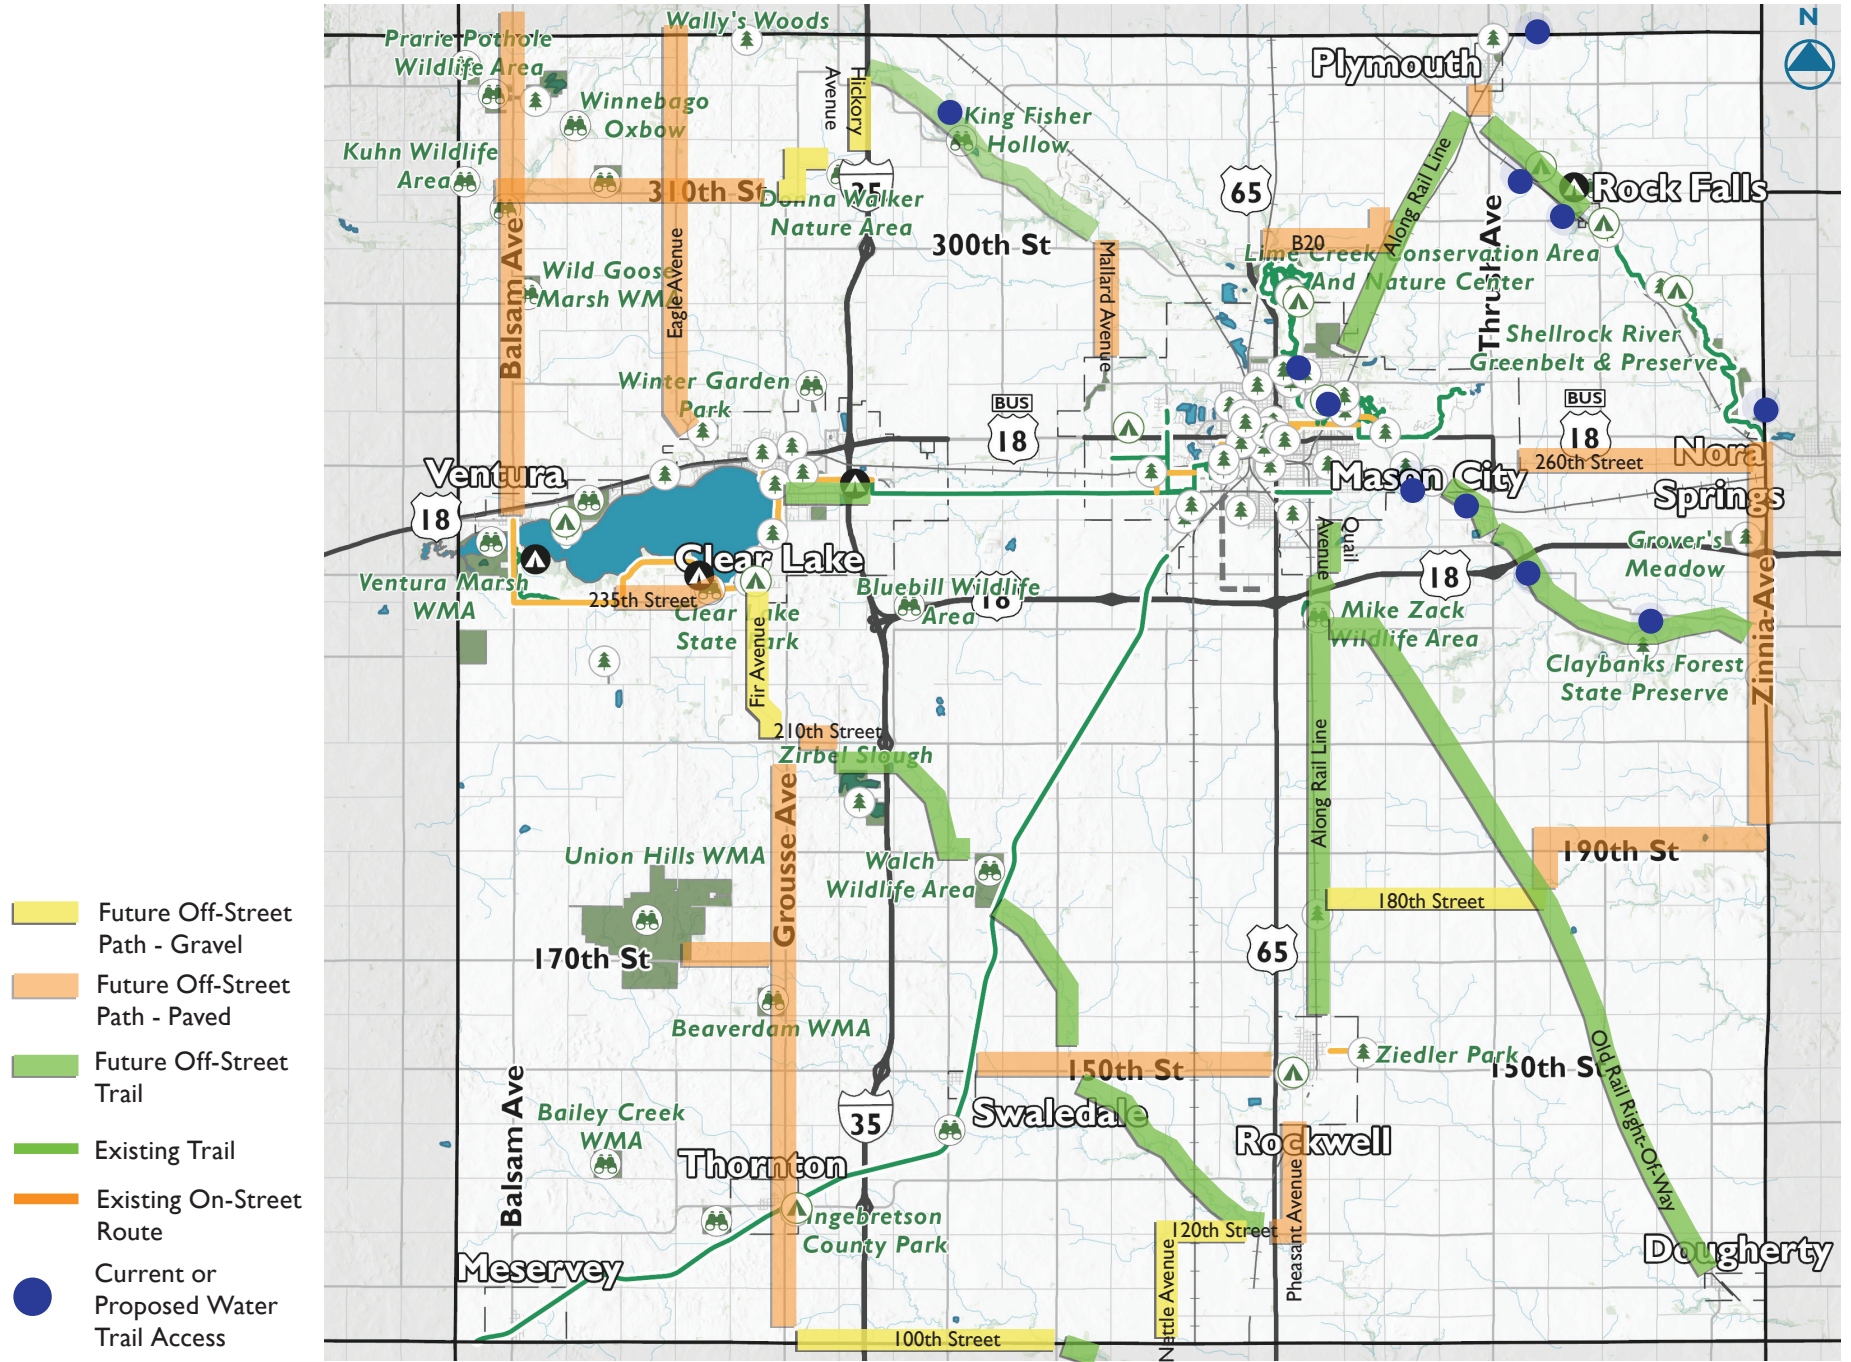 Wally's Woods
Prarie Pothole
Wildlife Area
N
Plymouth
Hickory
Avenue
Winnebago
Oxbow
King Fisher
Hollow
Kuhn Wildlife
Area
310th St
35
Donna Walker
Nature Area
65
Along Rail Line
Rock Falls
300th St
B20
Lime Creek Conservation Area
And Nature Center
Thrush Ave
Balsam Ave
Eagle Avenue
Mallard Avenue
Wild Goose
Marsh WMA
Shellrock River
Greenbelt & Preserve
Winter Garden
Park
BUS
18
BUS
18
Nora
Springs
260th Street
Ventura
18
Mason City
Clear Lake
Quail
Avenue
18
Grover's
Meadow
Ventura Marsh
WMA
235th Street
Clear Lake
State Park
Bluebill Wildlife
Area
18
Mike Zack
Wildlife Area
Claybanks Forest
State Preserve
Zinnia-Ave
Fir Avenue
210th Street
Zirbel Slough
Along Rail Line
Grouse Ave
Union Hills WMA
Walch
Wildlife Area
190th St
180th Street
170th St
65
Beaverdam WMA
Old Rail Right-Of-Way
150th St
Ziedler Park
150th St
Balsam Ave
Bailey Creek
WMA
35
Swaledale
Rockwell
Thornton
Ingebretson
County Park
120th Street
Nettle Avenue
Pheasant Avenue
Meservey
Dougherty
100th Street
Future Off-Street
Path - Gravel
Future Off-Street
Path - Paved
Future Off-Street
Trail
Existing Trail
Existing On-Street
Route
Current or
Proposed Water
Trail Access